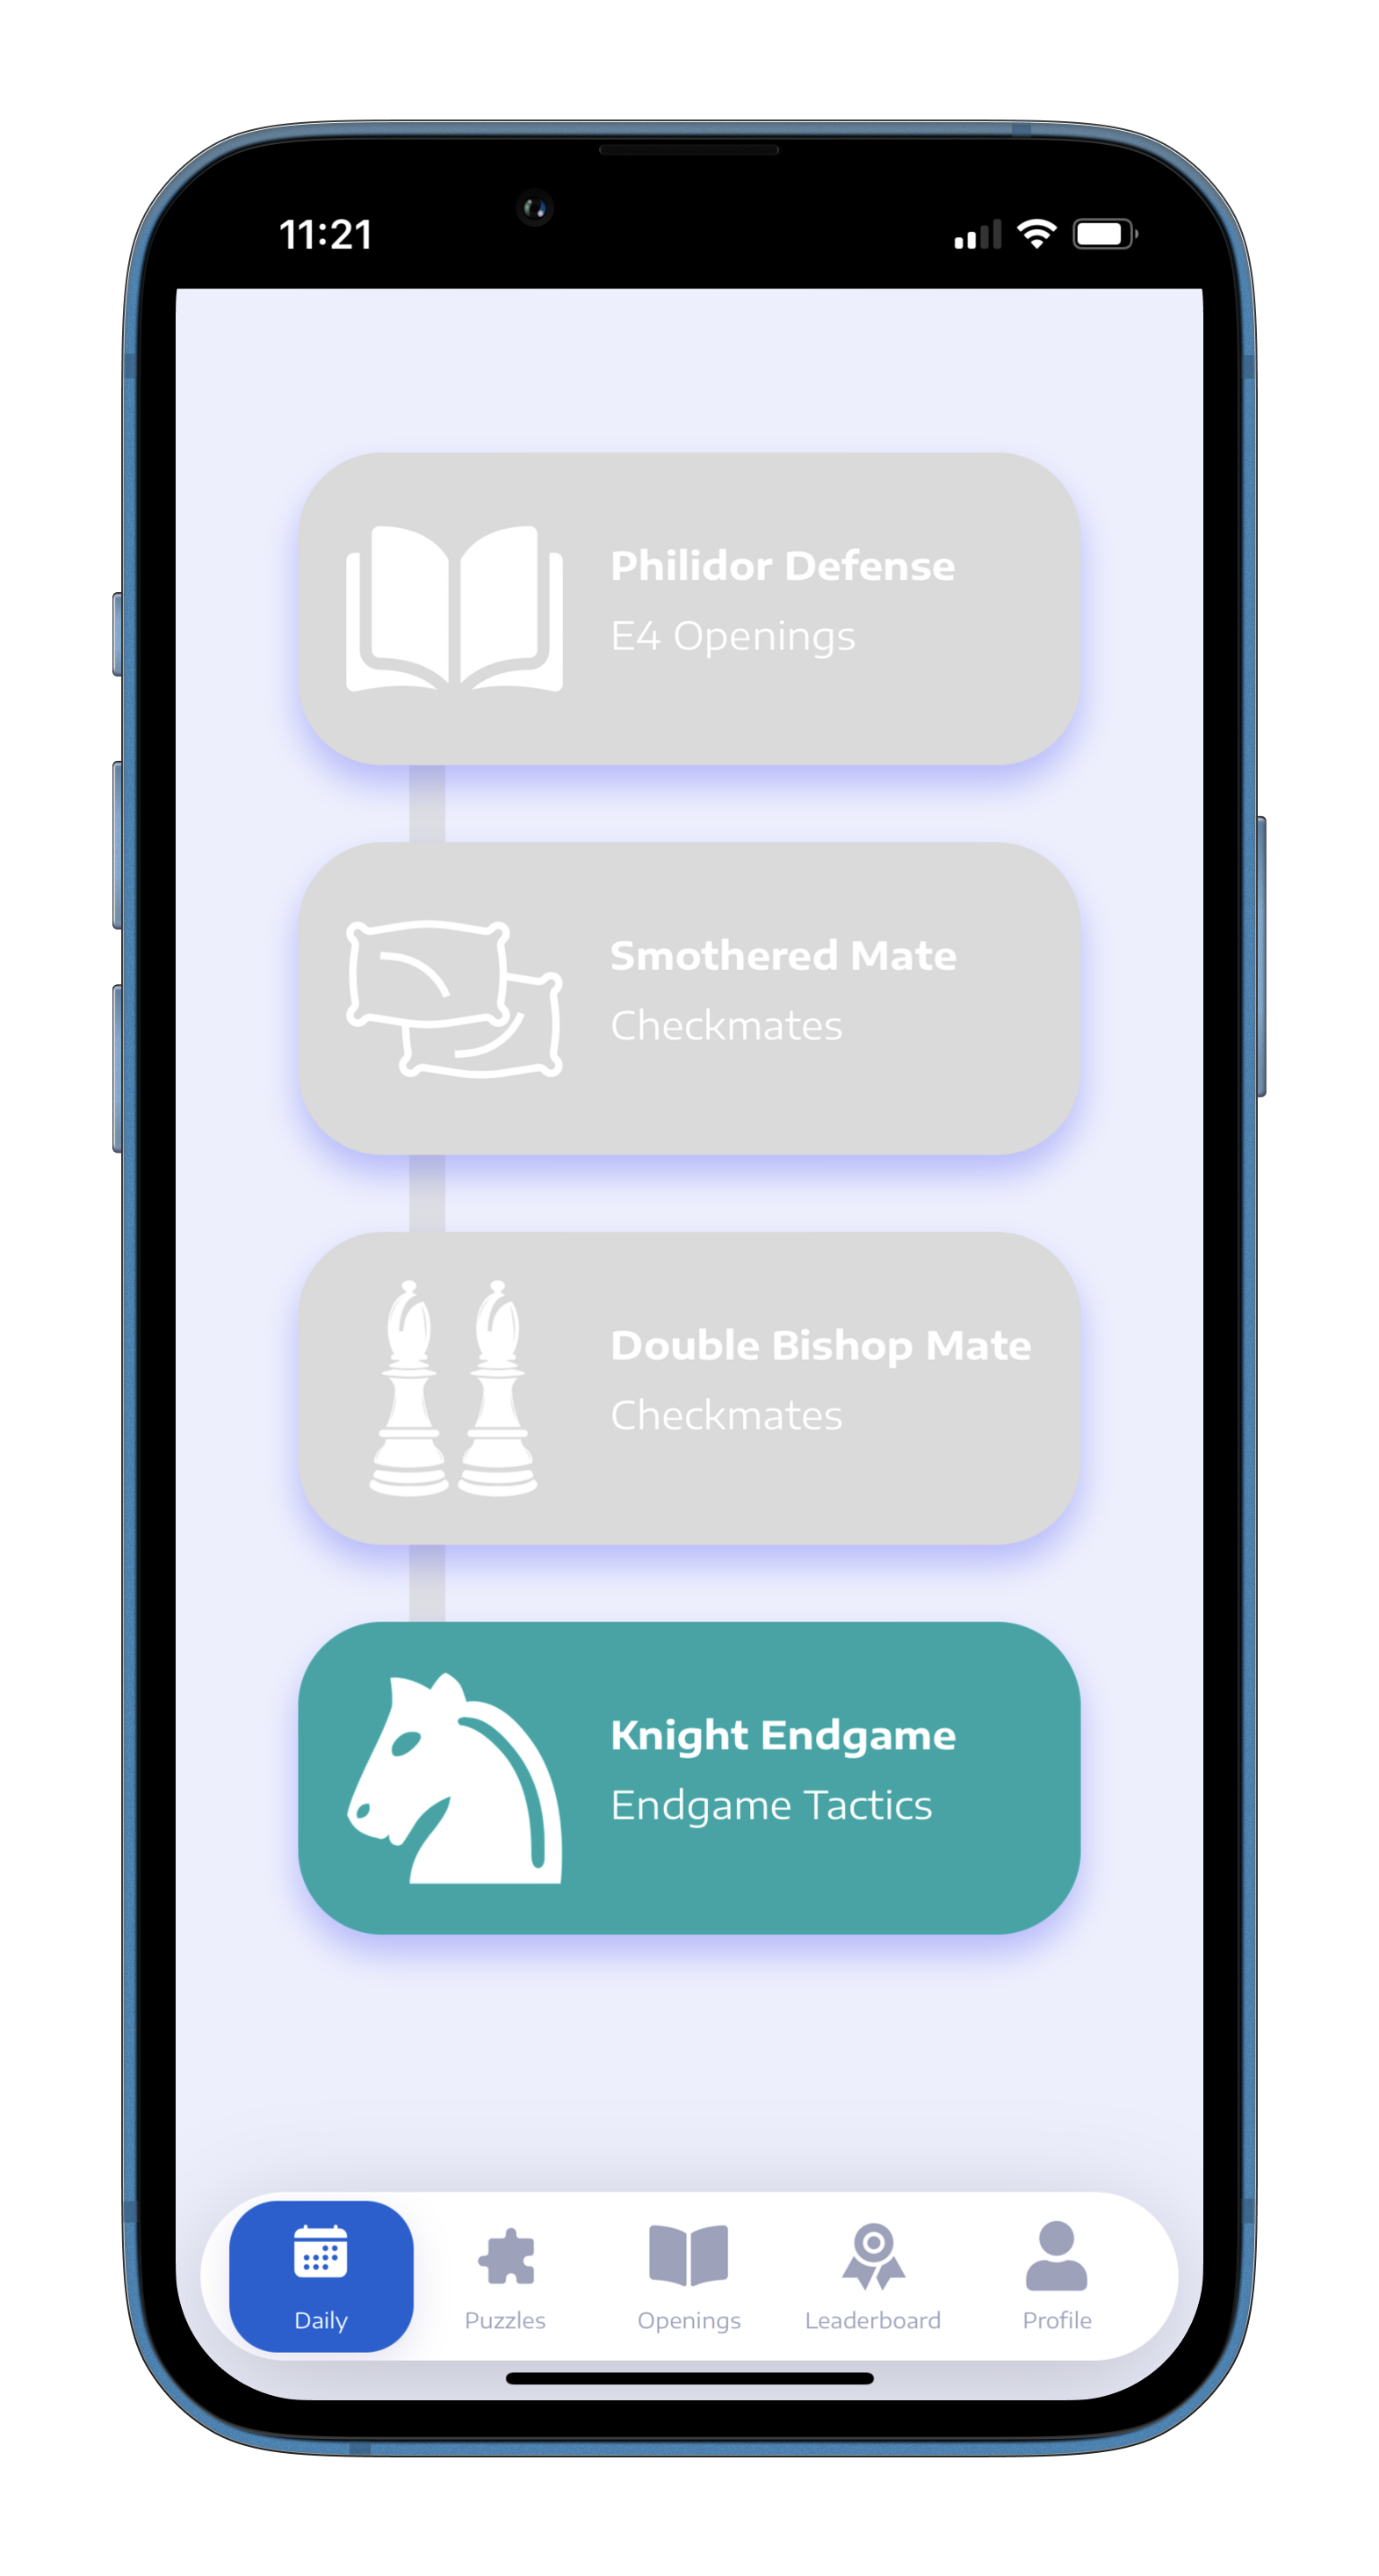 11:21
Philidor Defense
E4 Openings
Smothered Mate
Checkmates
Double Bishop Mate
Checkmates
Knight Endgame
Endgame Tactics
Daily
Puzzles
Openings
Leaderboard
Profile